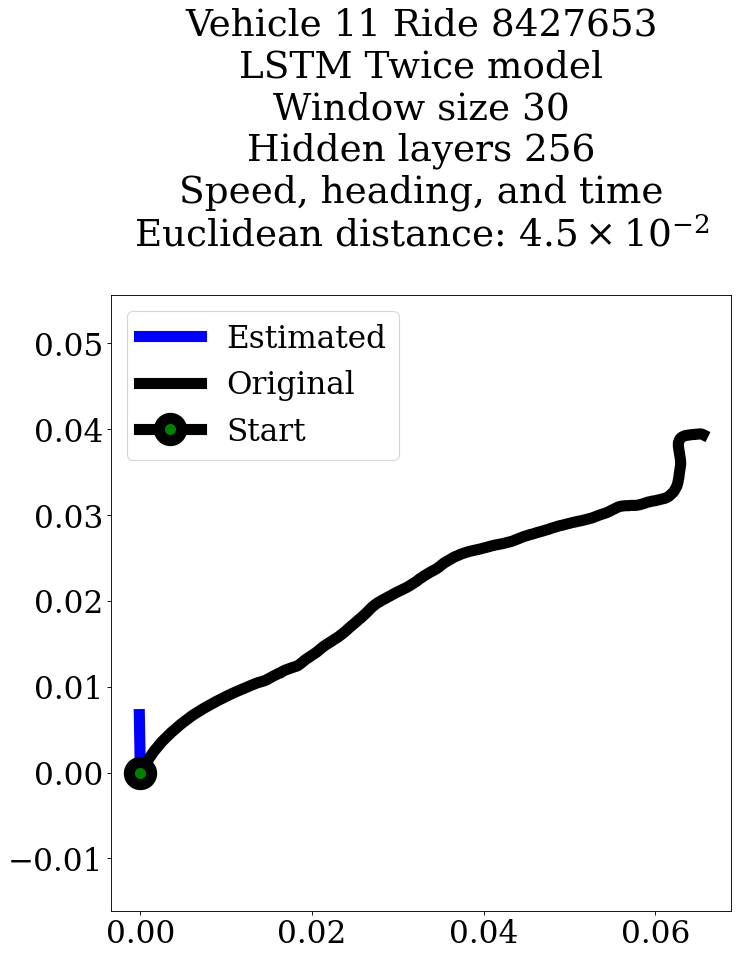 Vehicle 11 Ride 8427653
LSTM Twice model
Window size 30
Hidden layers 256
Speed, heading, and time
Euclidean distance: 4.5 × 10⁻²
Estimated
Original
Start
0.05
0.04
0.03
0.02
0.01
0.00
−0.01
0.00 0.02 0.04 0.06